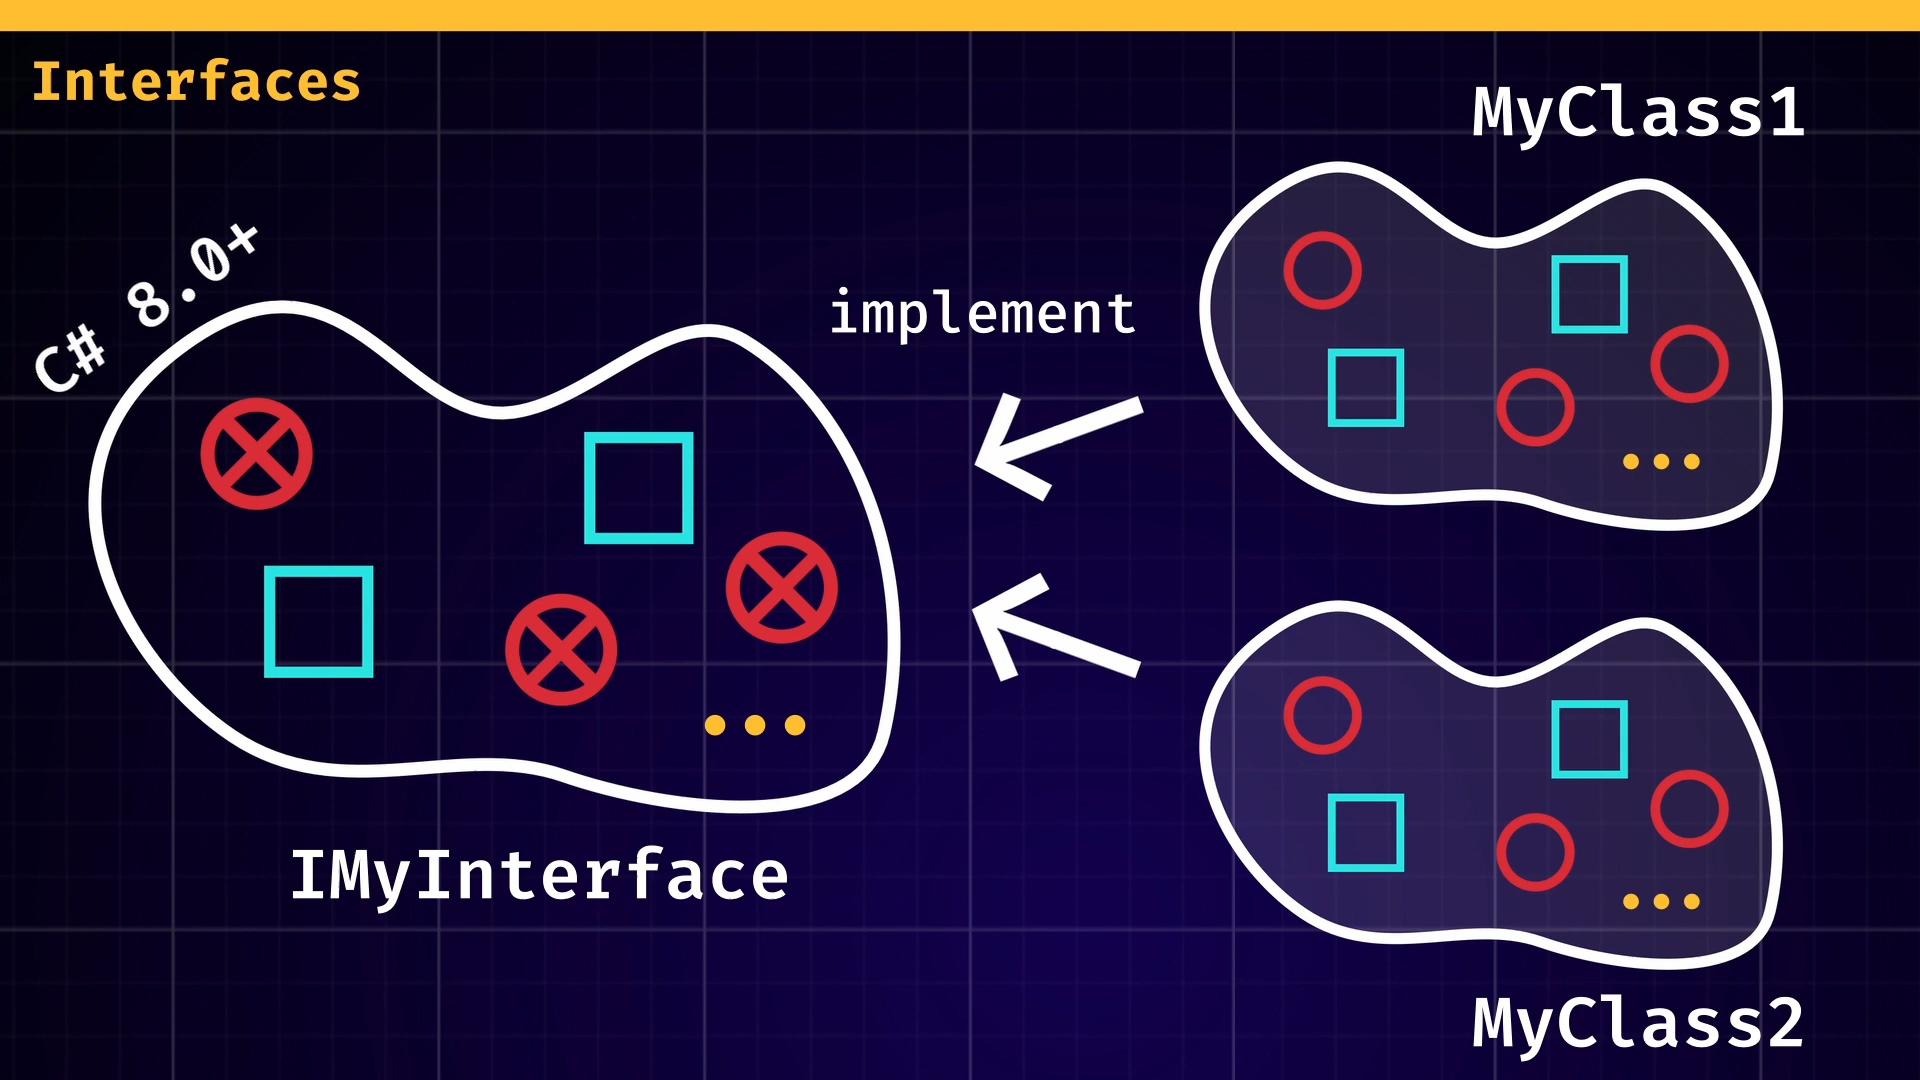 Interfaces
MyClass1
C# 8.0+
implement
IMyInterface
MyClass2